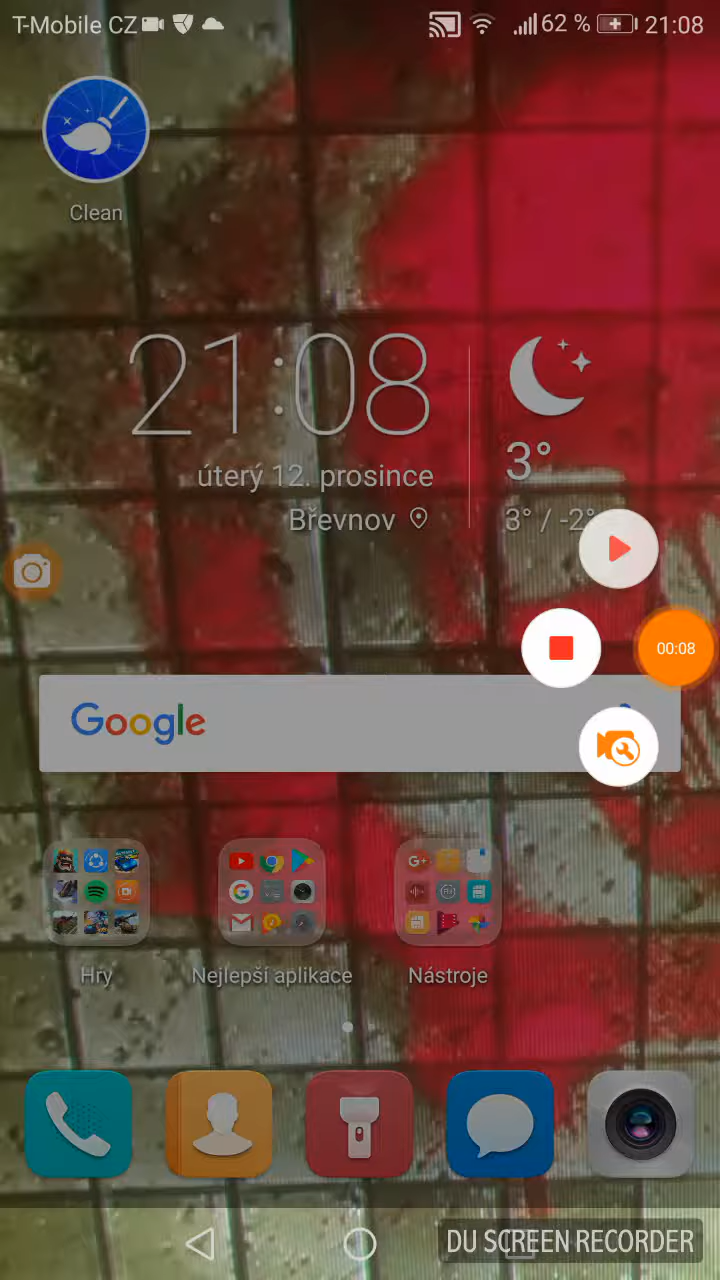 T-Mobile CZ 62 % 21:08
Clean
21:08
3°
úterý 12. prosince
Břevnov 3° / -2°
00:08
Google
Hry Nejlepší aplikace Nástroje
DU SCREEN RECORDER